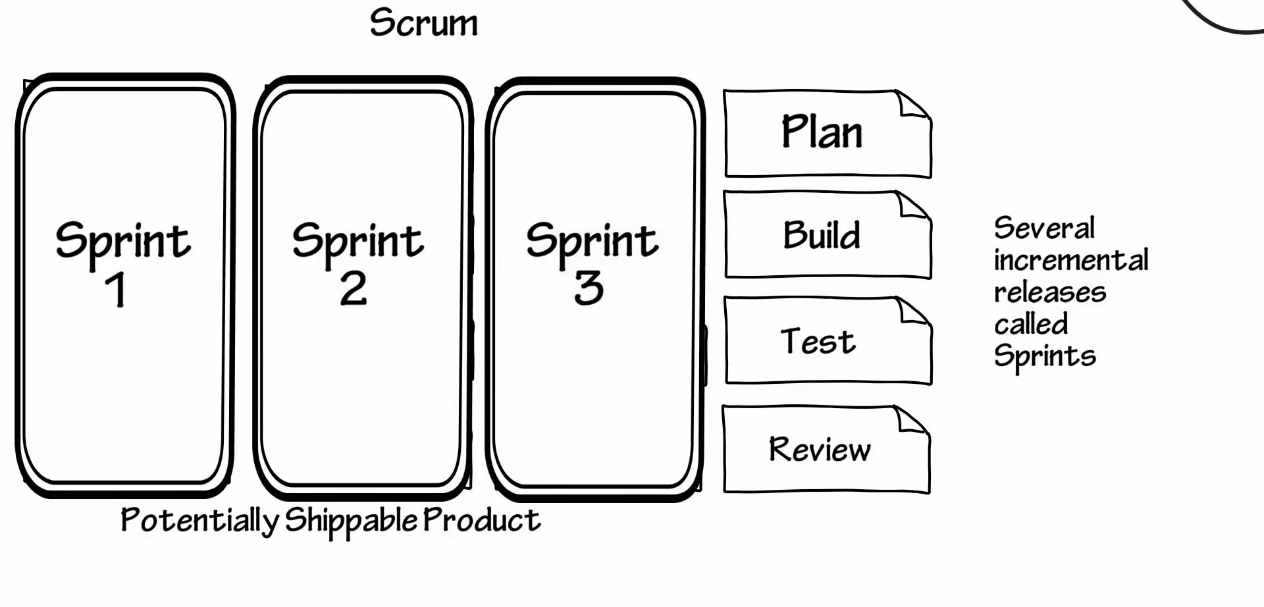 Scrum
Sprint
1
Sprint
2
Sprint
3
Plan
Build
Test
Review
Several
incremental
releases
called
Sprints
Potentially Shippable Product